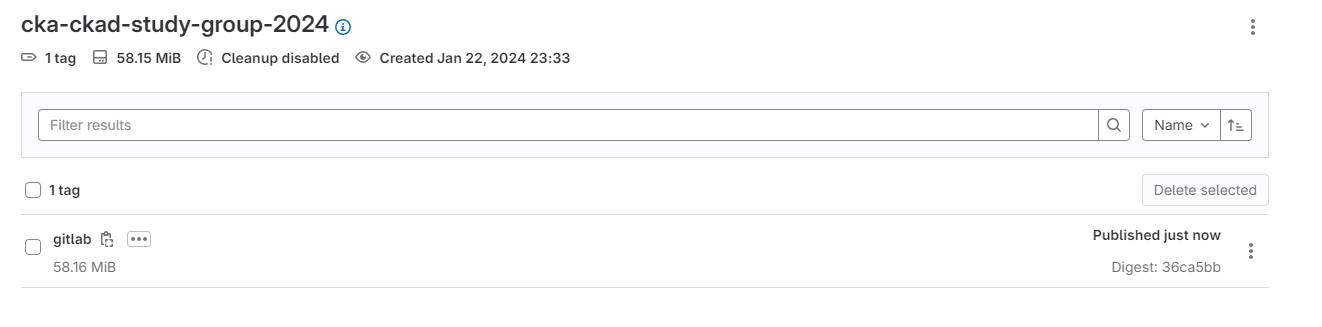 cka-ckad-study-group-2024
1 tag 58.15 MiB Cleanup disabled Created Jan 22, 2024 23:33
Filter results Name
1 tag Delete selected
gitlab Published just now
58.16 MiB Digest: 36ca5bb